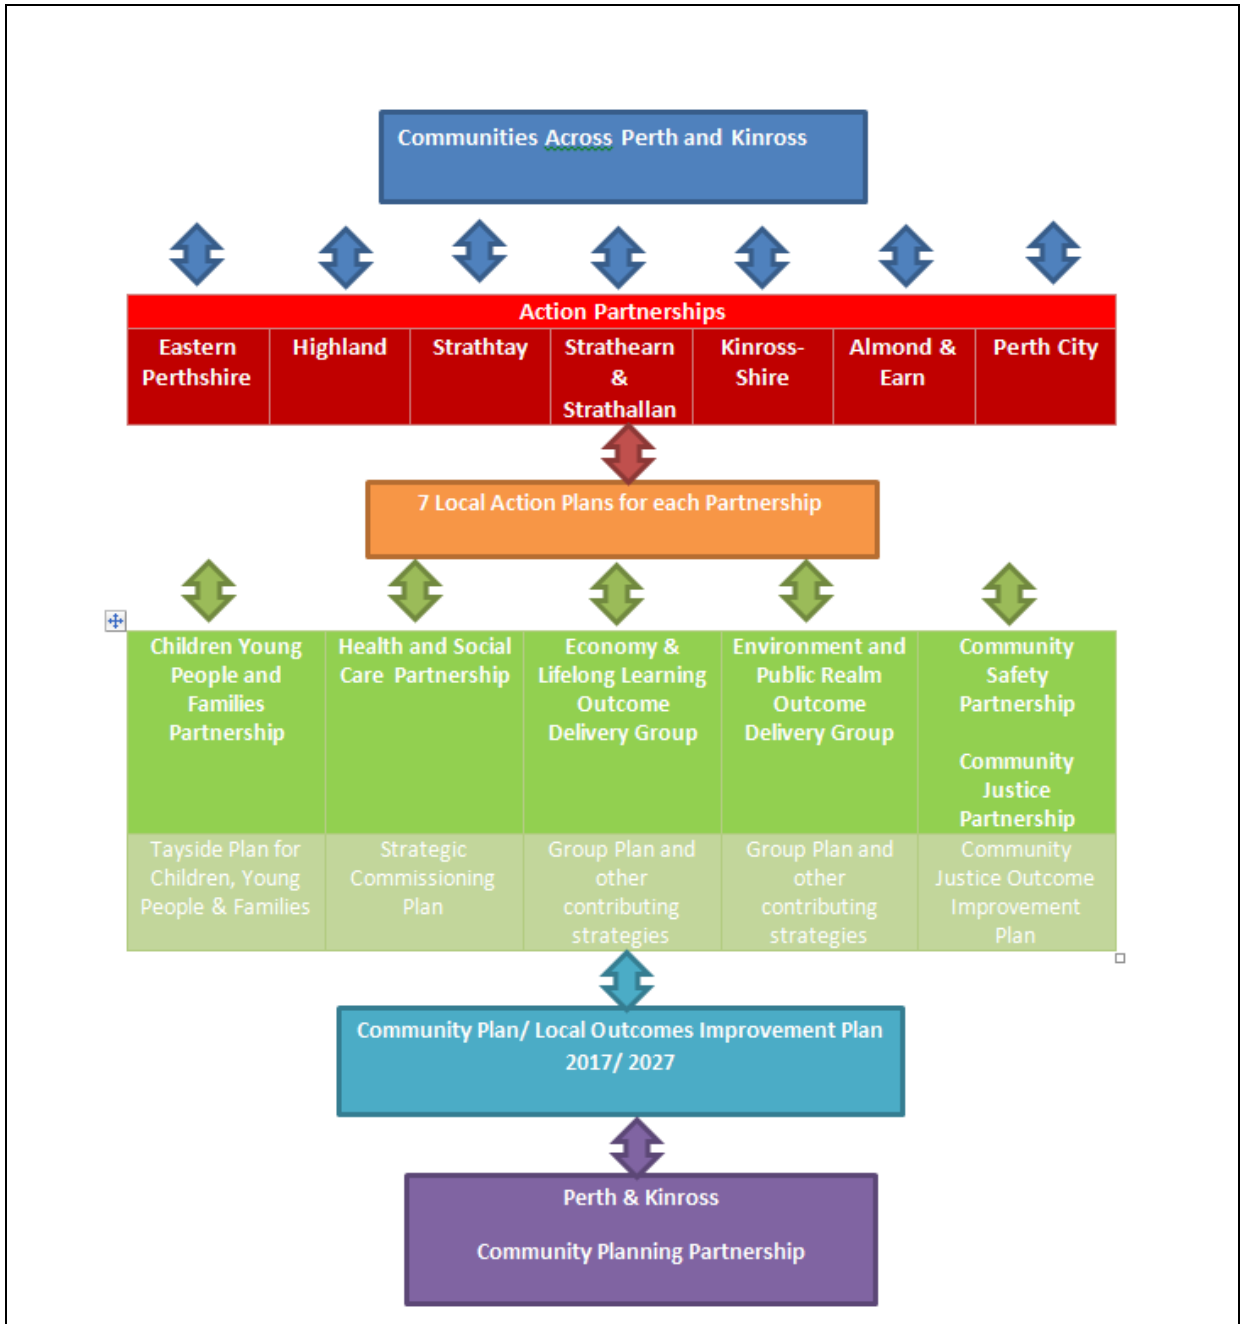 Communities Across Perth and Kinross
Action Partnerships
Eastern
Perthshire
Highland
Strathtay
Strathearn
&
Strathallan
Kinross-
Shire
Almond &
Earn
Perth City
7 Local Action Plans for each Partnership
Children Young
People and
Families
Partnership
Health and Social
Care Partnership
Economy &
Lifelong Learning
Outcome
Delivery Group
Environment and
Public Realm
Outcome
Delivery Group
Community
Safety
Partnership
Community
Justice
Partnership
Tayside Plan for
Children, Young
People & Families
Strategic
Commissioning
Plan
Group Plan and
other
contributing
strategies
Group Plan and
other
contributing
strategies
Community
Justice Outcome
Improvement
Plan
Community Plan/ Local Outcomes Improvement Plan
2017/ 2027
Perth & Kinross
Community Planning Partnership